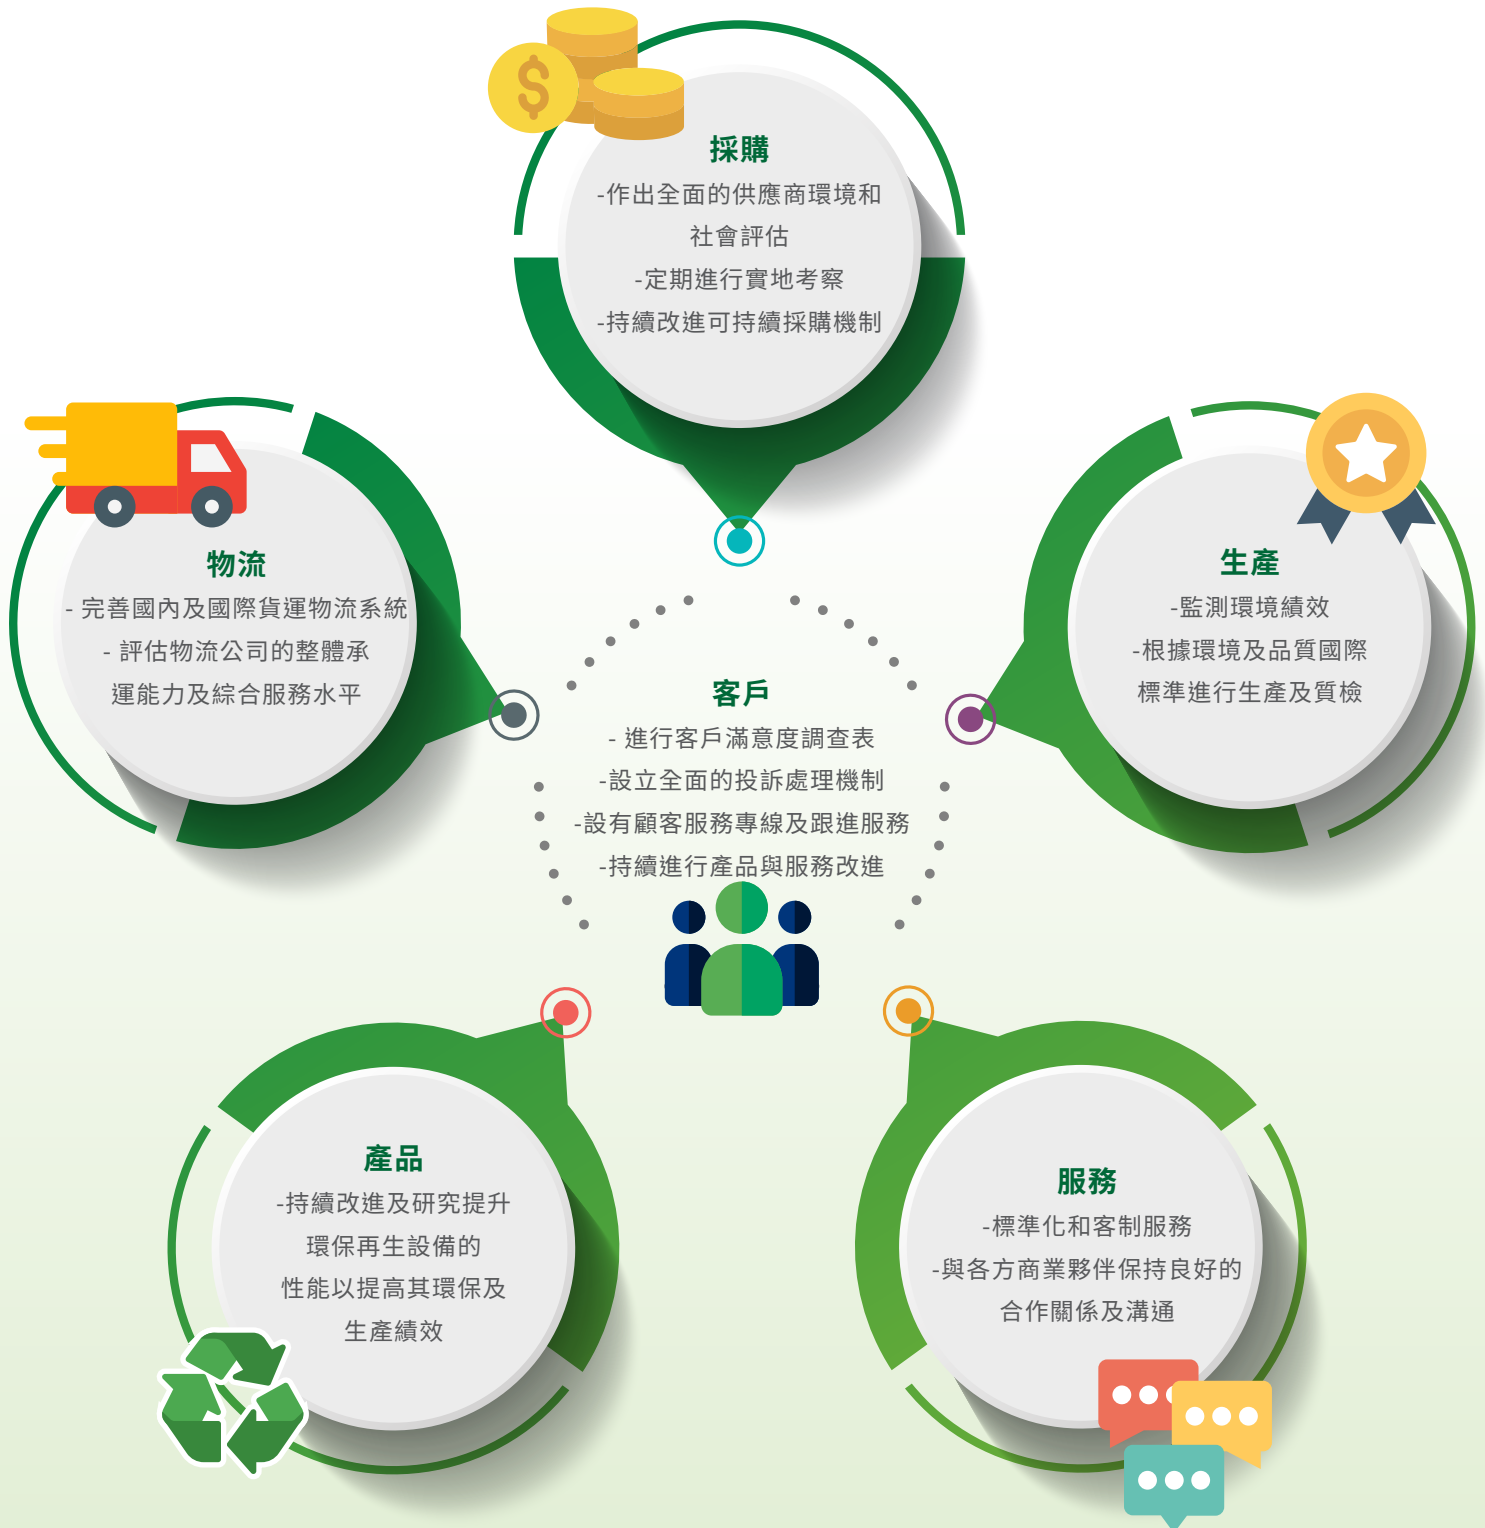 採購
-作出全面的供應商環境和
社會評估
-定期進行實地考察
-持續改進可持續採購機制
物流
- 完善國內及國際貨運物流系統
- 評估物流公司的整體承
運能力及綜合服務水平
生產
-監測環境績效
-根據環境及品質國際
標準進行生產及質檢
客戶
- 進行客戶滿意度調查表
-設立全面的投訴處理機制
-設有顧客服務專線及跟進服務
-持續進行產品與服務改進
產品
-持續改進及研究提升
環保再生設備的
性能以提高其環保及
生產績效
服務
-標準化和客制服務
-與各方商業夥伴保持良好的
合作關係及溝通